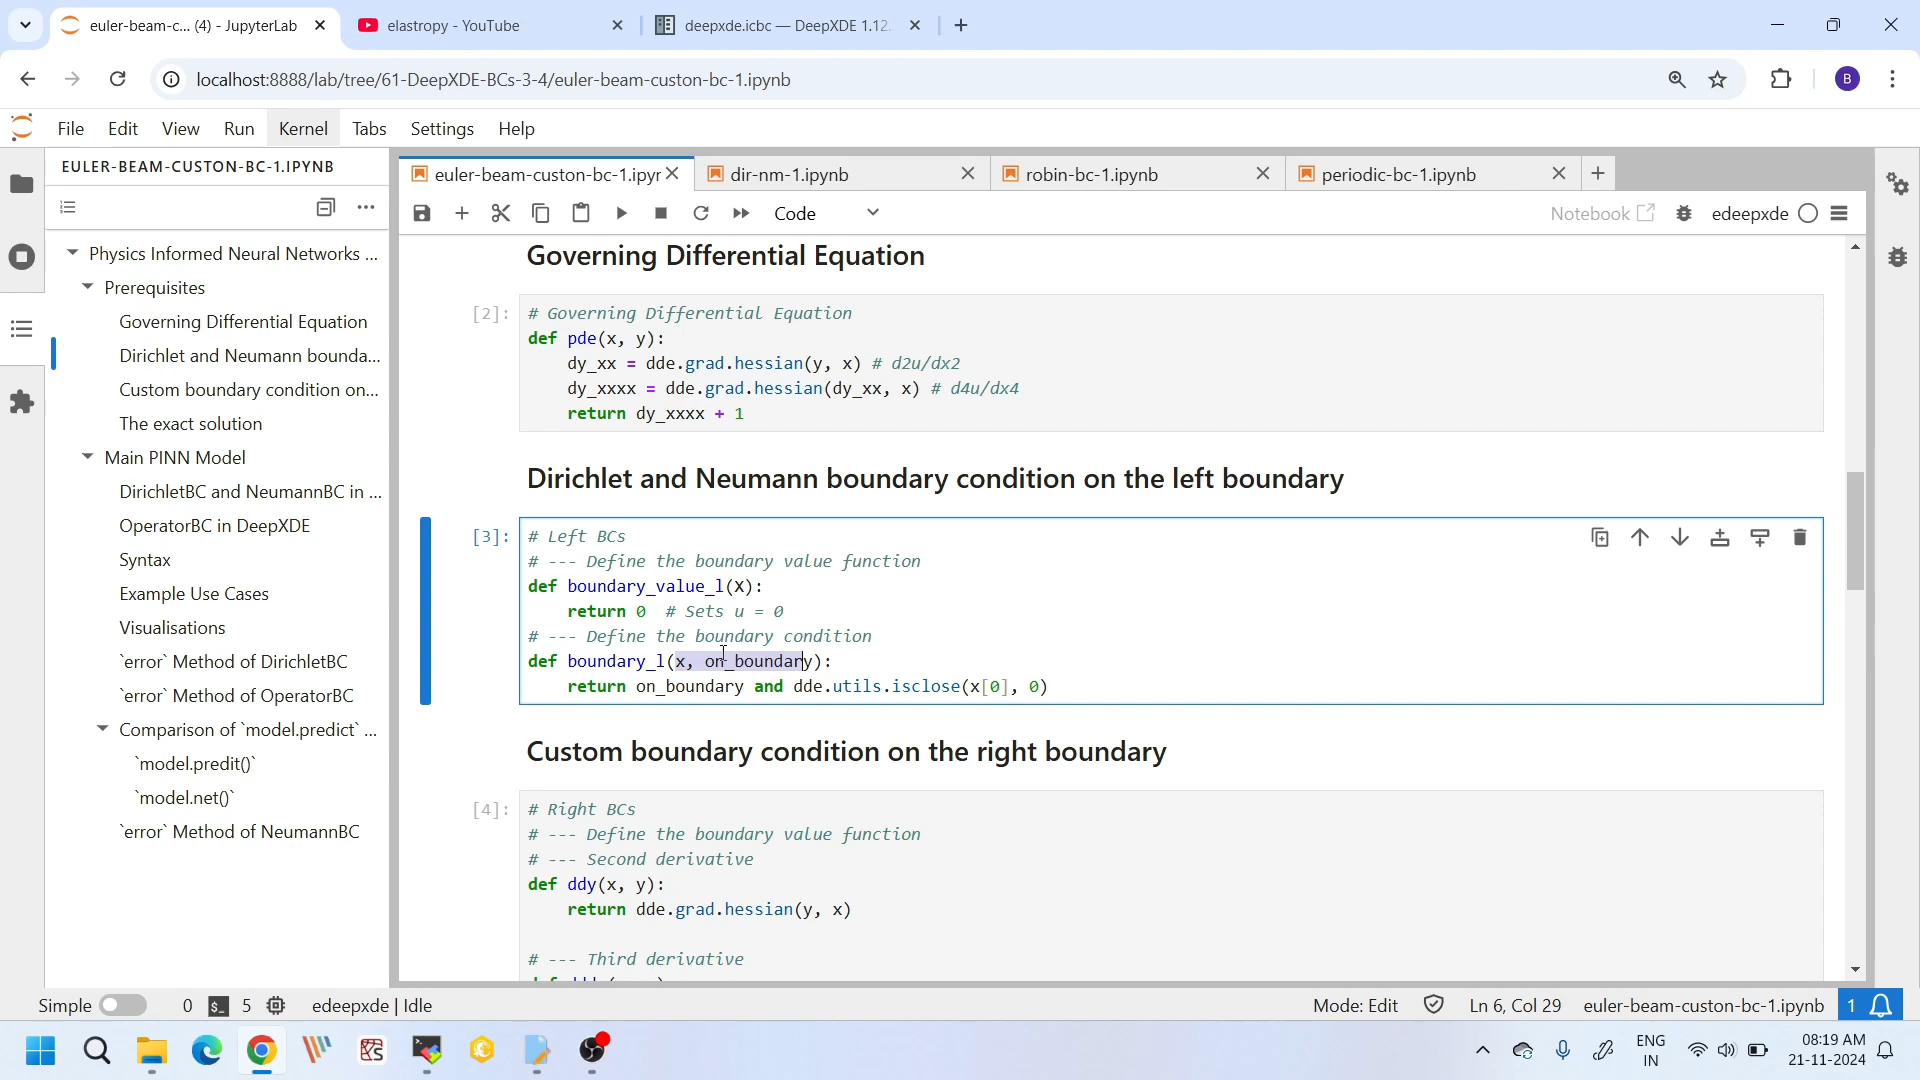 euler-beam-c... (4) - JupyterLab
elastropy - YouTube
deepxde.icbc — DeepXDE 1.12.
localhost:8888/lab/tree/61-DeepXDE-BCs-3-4/euler-beam-custon-bc-1.ipynb
B
File Edit View Run Kernel Tabs Settings Help
EULER-BEAM-CUSTON-BC-1.IPYNB
euler-beam-custon-bc-1.ipyr
dir-nm-1.ipynb
robin-bc-1.ipynb
periodic-bc-1.ipynb
Code
Notebook
edeepxde
Physics Informed Neural Networks ...
Prerequisites
Governing Differential Equation
Dirichlet and Neumann bounda...
Custom boundary condition on...
The exact solution
Main PINN Model
DirichletBC and NeumannBC in ...
OperatorBC in DeepXDE
Syntax
Example Use Cases
Visualisations
`error` Method of DirichletBC
`error` Method of OperatorBC
Comparison of `model.predict` ...
`model.predit()`
`model.net()`
`error` Method of NeumannBC
Governing Differential Equation
[2]:
# Governing Differential Equation
def pde(x, y):
dy_xx = dde.grad.hessian(y, x) # d2u/dx2
dy_xxxx = dde.grad.hessian(dy_xx, x) # d4u/dx4
return dy_xxxx + 1
Dirichlet and Neumann boundary condition on the left boundary
[3]:
# Left BCs
# --- Define the boundary value function
def boundary_value_l(X):
return 0 # Sets u = 0
# --- Define the boundary condition
def boundary_l(x, on_boundary):
return on_boundary and dde.utils.isclose(x[0], 0)
Custom boundary condition on the right boundary
[4]:
# Right BCs
# --- Define the boundary value function
# --- Second derivative
def ddy(x, y):
return dde.grad.hessian(y, x)
# --- Third derivative
Simple 0 5 edeepxde | Idle
Mode: Edit Ln 6, Col 29 euler-beam-custon-bc-1.ipynb 1
ENG
IN
08:19 AM
21-11-2024